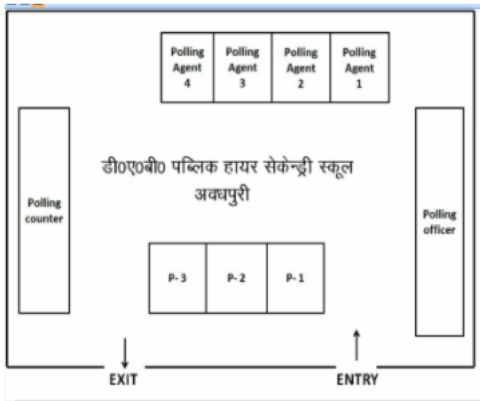 Polling Agent 4
Polling Agent 3
Polling Agent 2
Polling Agent 1
Polling counter
डी0ए0बी0 पब्लिक हायर सेकेन्ड्री स्कूल
अवधपुरी
Polling officer
P-3
P-2
P-1
EXIT
ENTRY